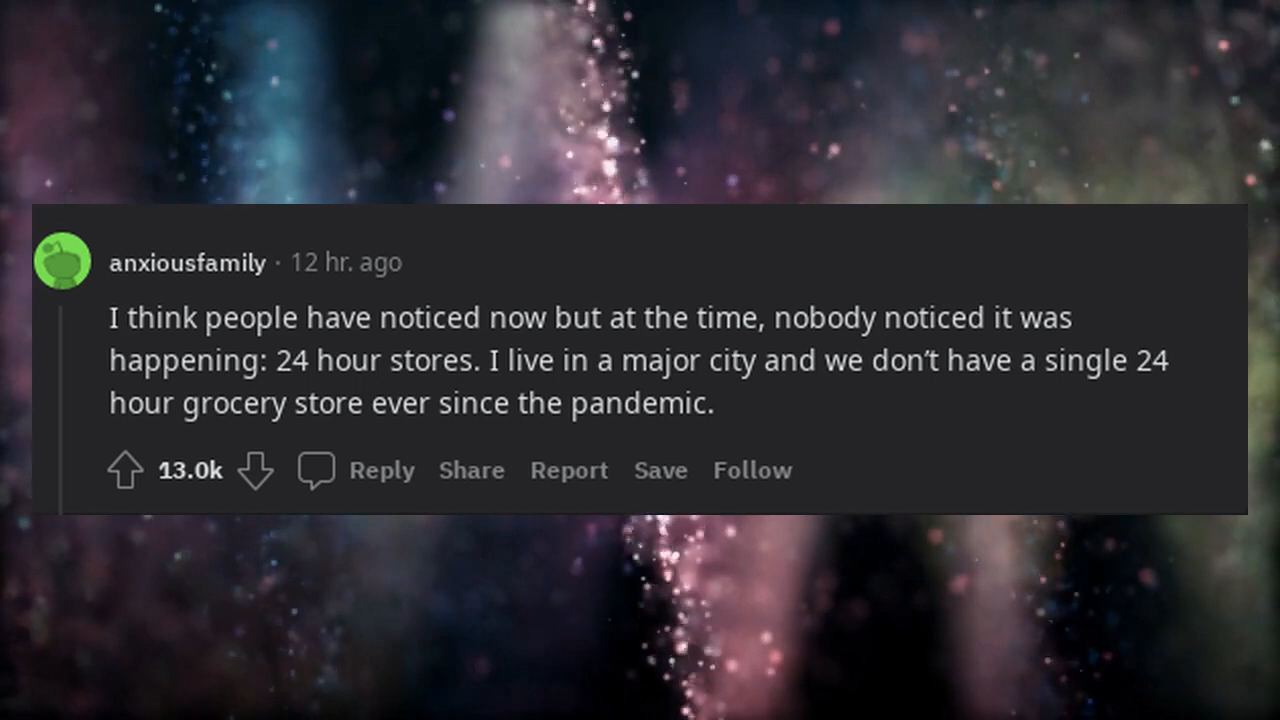 anxiousfamily · 12 hr. ago
I think people have noticed now but at the time, nobody noticed it was
happening: 24 hour stores. I live in a major city and we don’t have a single 24
hour grocery store ever since the pandemic.
13.0k Reply Share Report Save Follow